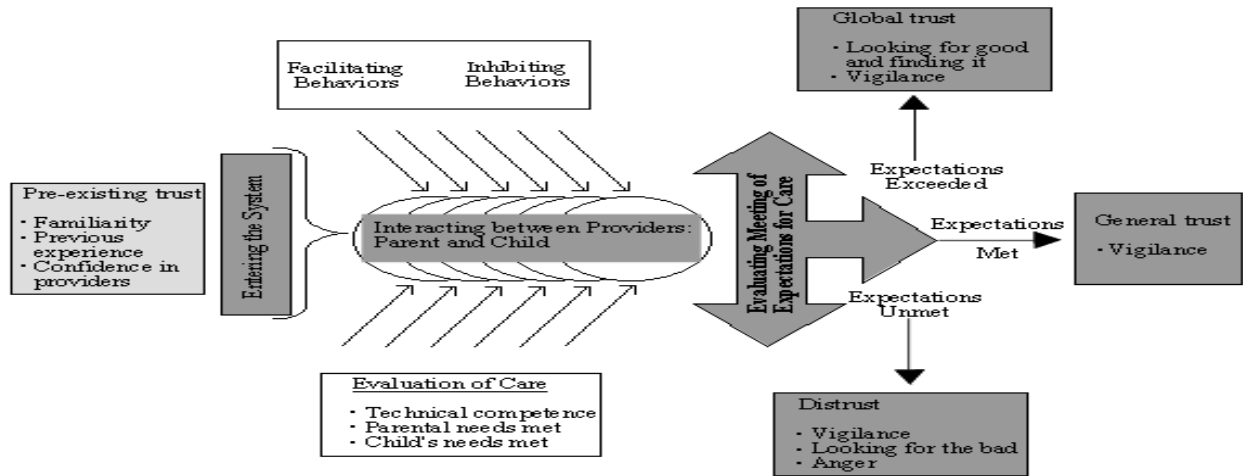 Pre-existing trust
· Familiarity
· Previous
experience
· Confidence in
providers
Entering the System
Facilitating
Behaviors
Inhibiting
Behaviors
Interacting between Providers:
Parent and Child
Evaluation of Care
· Technical competence
· Parental needs met
· Child's needs met
Evaluating Meeting of
Expectations for Care
Global trust
· Looking for good
and finding it
· Vigilance
Expectations
Exceeded
Expectations
Met
General trust
· Vigilance
Expectations
Unmet
Distrust
· Vigilance
· Looking for the bad
· Anger